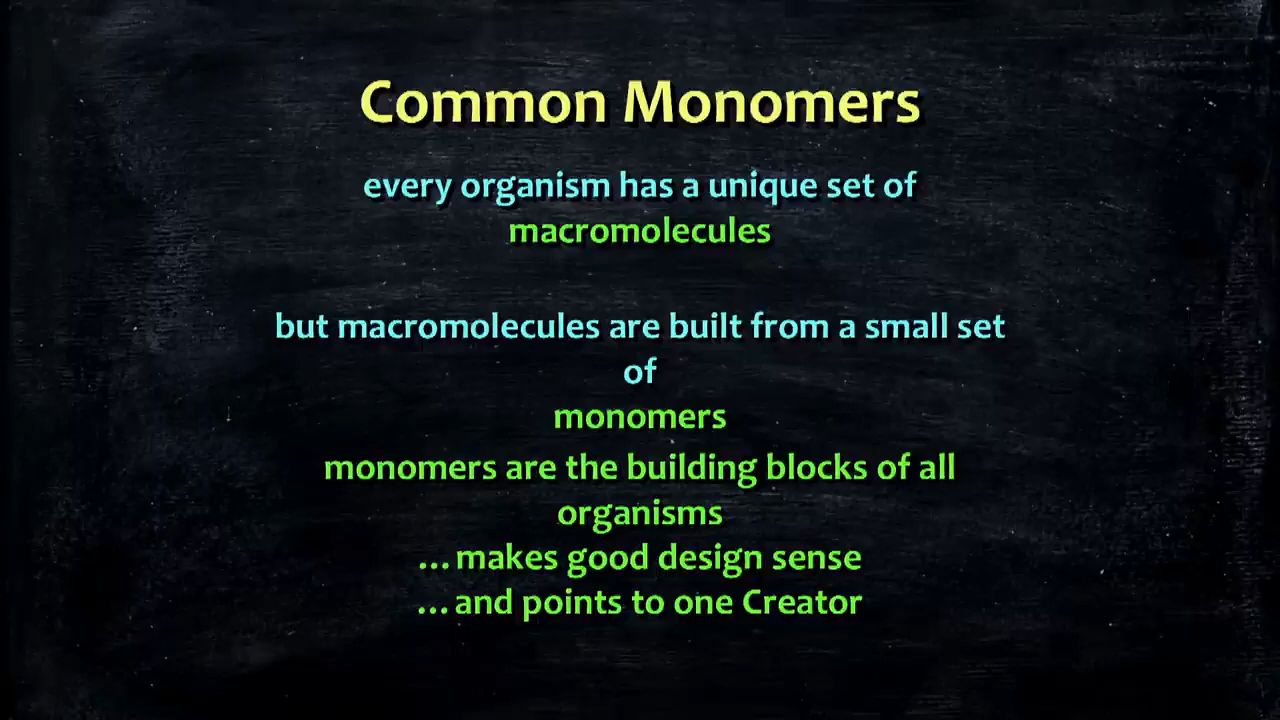 Common Monomers
every organism has a unique set of
macromolecules
but macromolecules are built from a small set
of
monomers
monomers are the building blocks of all
organisms
…makes good design sense
…and points to one Creator